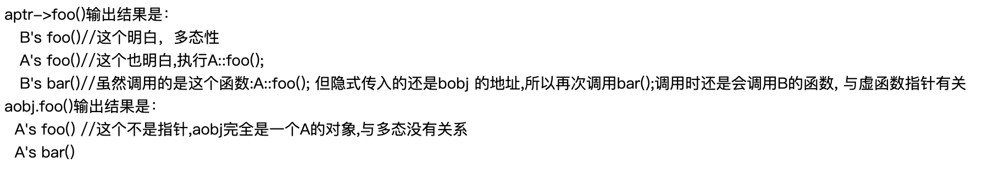 aptr->foo()输出结果是：
B's foo()//这个明白，多态性
A's foo()//这个也明白,执行A::foo();
B's bar()//虽然调用的是这个函数:A::foo(); 但隐式传入的还是bobj 的地址,所以再次调用bar();调用时还是会调用B的函数, 与虚函数指针有关
aobj.foo()输出结果是：
A's foo() //这个不是指针,aobj完全是一个A的对象,与多态没有关系
A's bar()